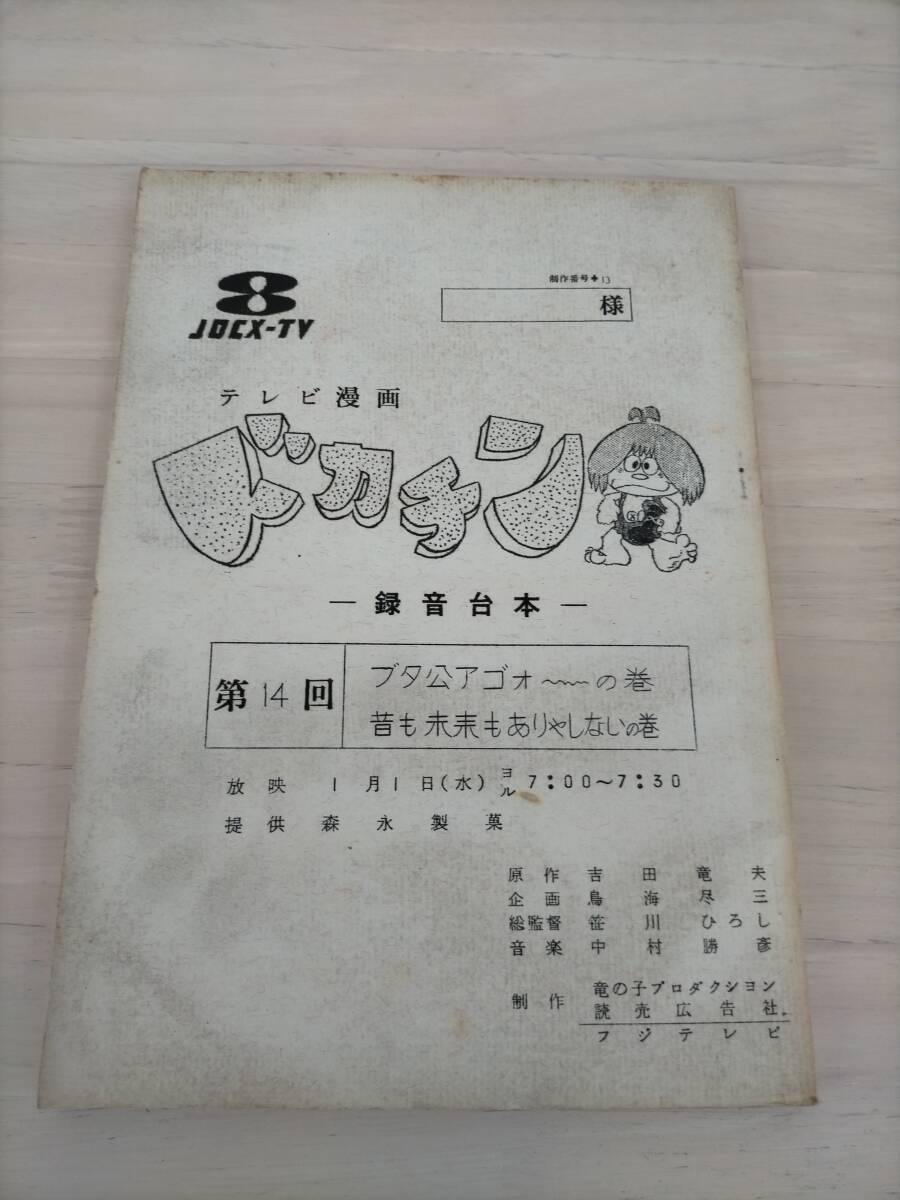 8
JOCX-TV
制作番号✚13
様
テレビ漫画
ドカチン
― 録音台本 ―
第14回
ブタ公アゴォ〜〜の巻
昔も未来もありゃしないの巻
放映 1月1日(水) ヨル 7:00〜7:30
提供 森永製菓
原作 吉田竜夫
企画 鳥海尽三
総監督 笹川ひろし
音楽 中村勝彦
制作 竜の子プロダクション
読売広告社.
フジテレビ